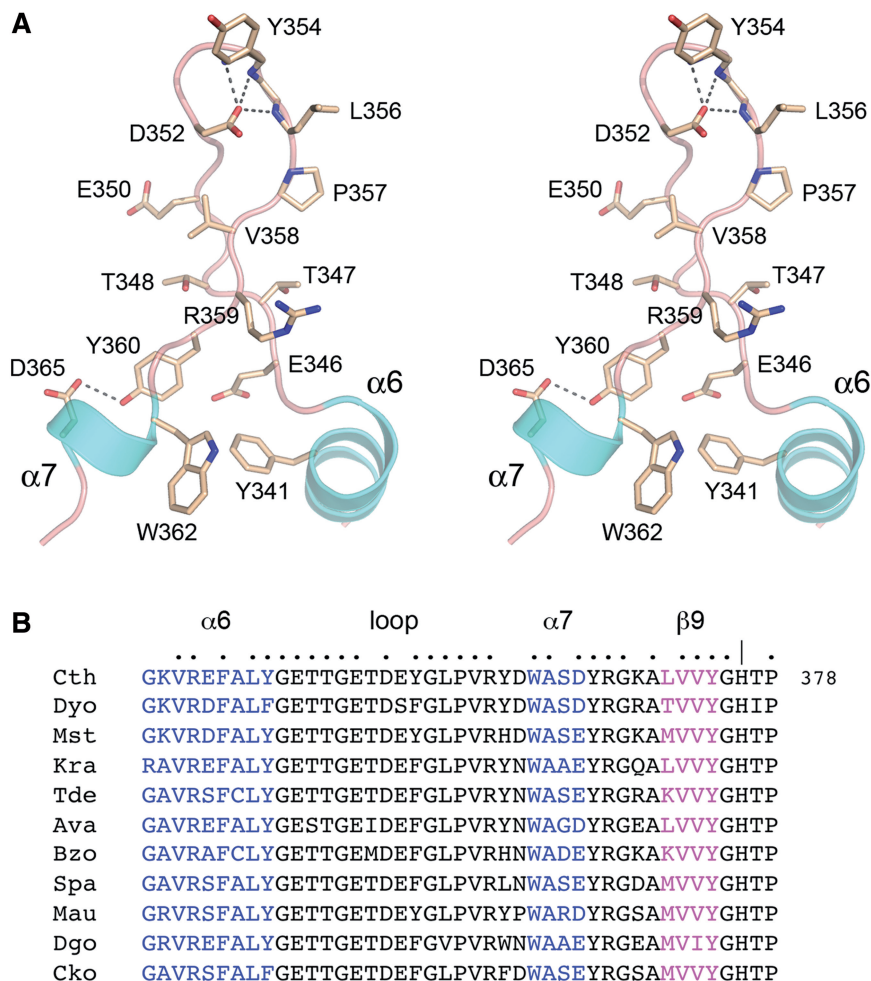 A
Y354 Y354
D352 L356 D352 L356
E350 P357 E350 P357
V358 V358
T348 T347 T348 T347
R359 R359
D365 Y360 E346 D365 Y360 E346
α6 α6
α7 Y341 α7 Y341
W362 W362
B
α6 loop α7 β9
Cth GKVREFALYGETTGETDEYGLPVRYDWASDYRGKALVVYGHTP 378
Dyo GKVRDFALFGETTGETDSFGLPVRYDWASDYRGRATVVYGHIP
Mst GKVRDFALYGETTGETDEYGLPVRHDWASEYRGKAMVVYGHTP
Kra RAVREFALYGETTGETDEFGLPVRYNWAAEYRGQALVVYGHTP
Tde GAVRSFCLYGETTGETDEFGLPVRYNWASEYRGRAKVVYGHTP
Ava GAVREFALYGESTGEIDEFGLPVRYNWAGDYRGEALVVYGHTP
Bzo GAVRAFCLYGETTGEMDEFGLPVRHNWADEYRGKAKVVYGHTP
Spa GAVRSFALYGETTGETDEFGLPVRLNWASEYRGDAMVVYGHTP
Mau GRVRSFALYGETTGETDEYGLPVRYPWARDYRGSAMVVYGHTP
Dgo GRVREFALYGETTGETDEFGVPVRWNWAAEYRGEAMVIYGHTP
Cko GAVRSFALFGETTGETDEFGLPVRFDWASEYRGSAMVVYGHTP